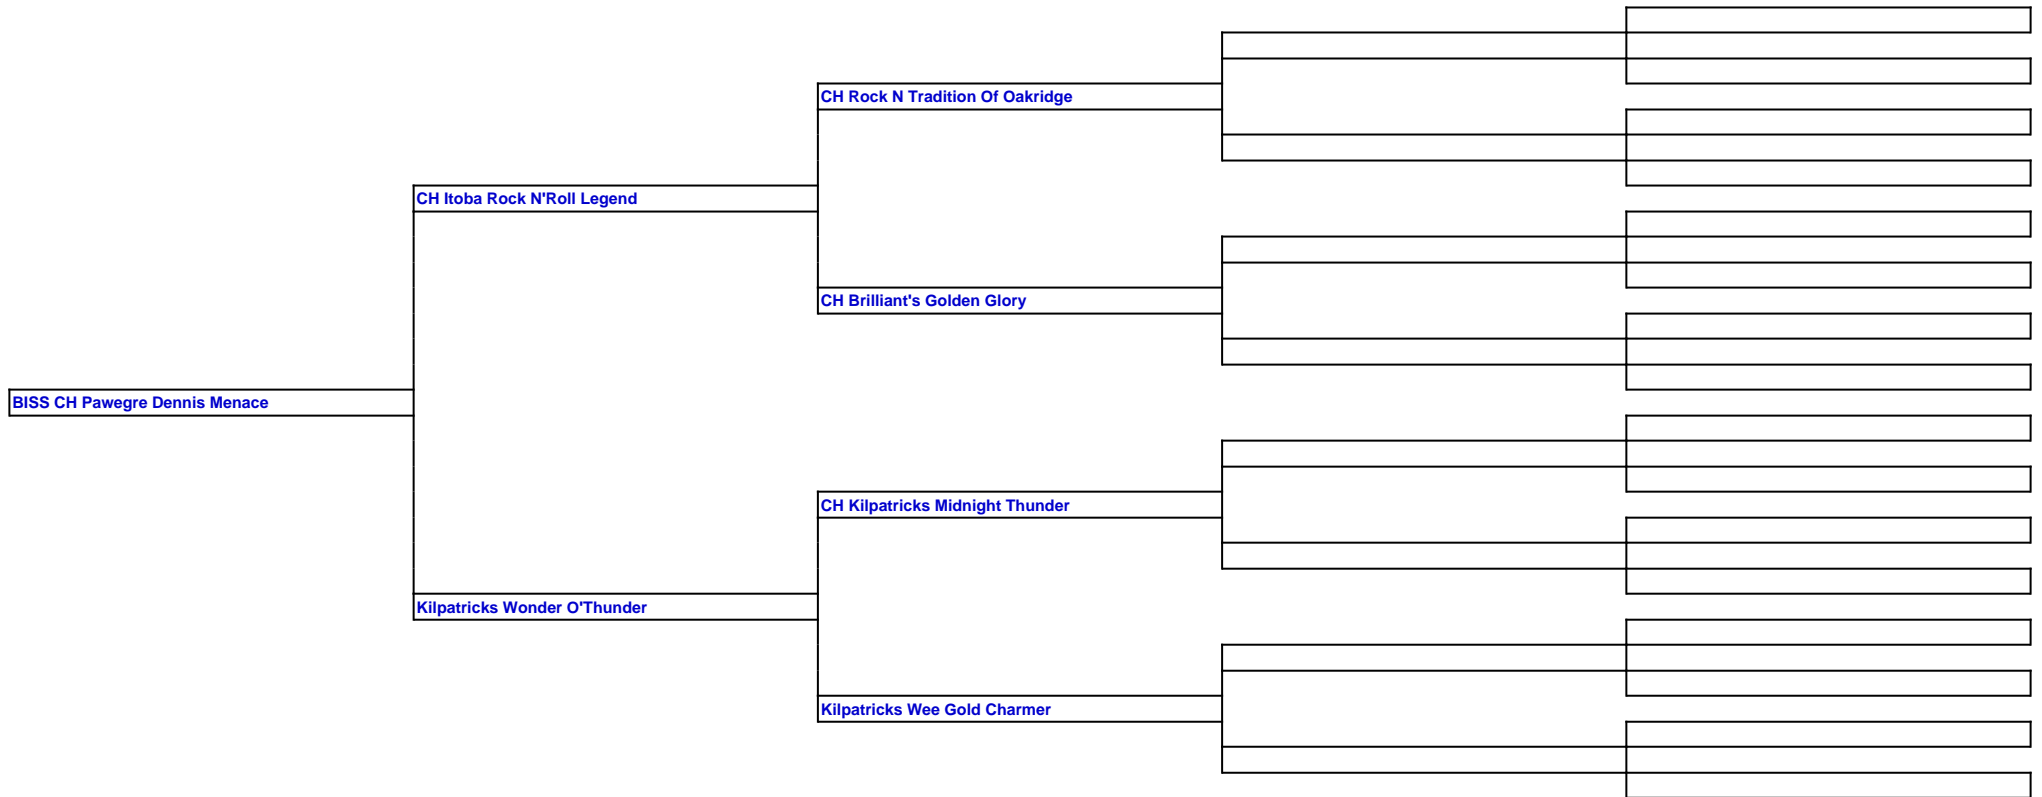 CH Rock N Tradition Of Oakridge
CH Itoba Rock N'Roll Legend
CH Brilliant's Golden Glory
BISS CH Pawegre Dennis Menace
CH Kilpatricks Midnight Thunder
Kilpatricks Wonder O'Thunder
Kilpatricks Wee Gold Charmer